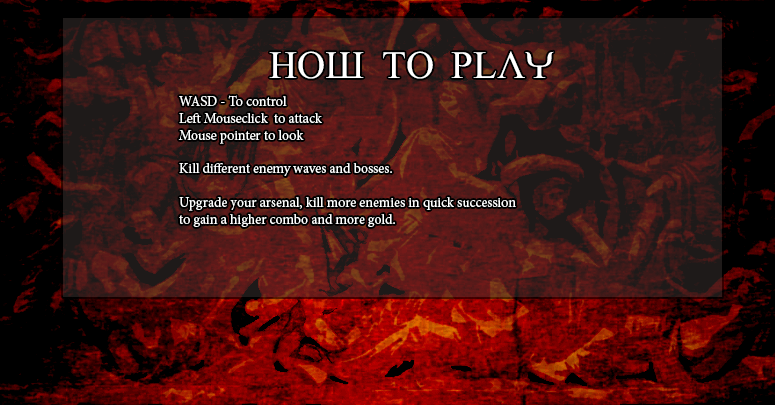 HOW TO PLAY
WASD - To control
Left Mouseclick to attack
Mouse pointer to look
Kill different enemy waves and bosses.
Upgrade your arsenal, kill more enemies in quick succession
to gain a higher combo and more gold.